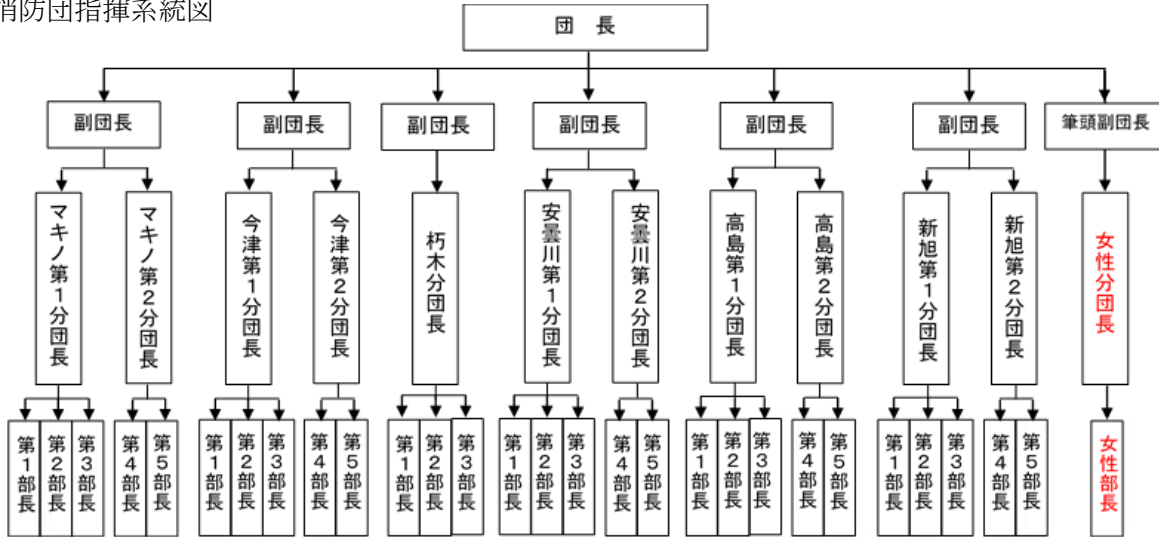 消防団指揮系統図
団　長
副団長
副団長
副団長
副団長
副団長
副団長
筆頭副団長
マキノ第1分団長
マキノ第2分団長
今津第1分団長
今津第2分団長
朽木分団長
安曇川第1分団長
安曇川第2分団長
高島第1分団長
高島第2分団長
新旭第1分団長
新旭第2分団長
女性分団長
第1部長
第2部長
第3部長
第4部長
第5部長
第1部長
第2部長
第3部長
第4部長
第5部長
第1部長
第2部長
第3部長
第1部長
第2部長
第3部長
第4部長
第5部長
第1部長
第2部長
第3部長
第4部長
第5部長
第1部長
第2部長
第3部長
第4部長
第5部長
女性部長